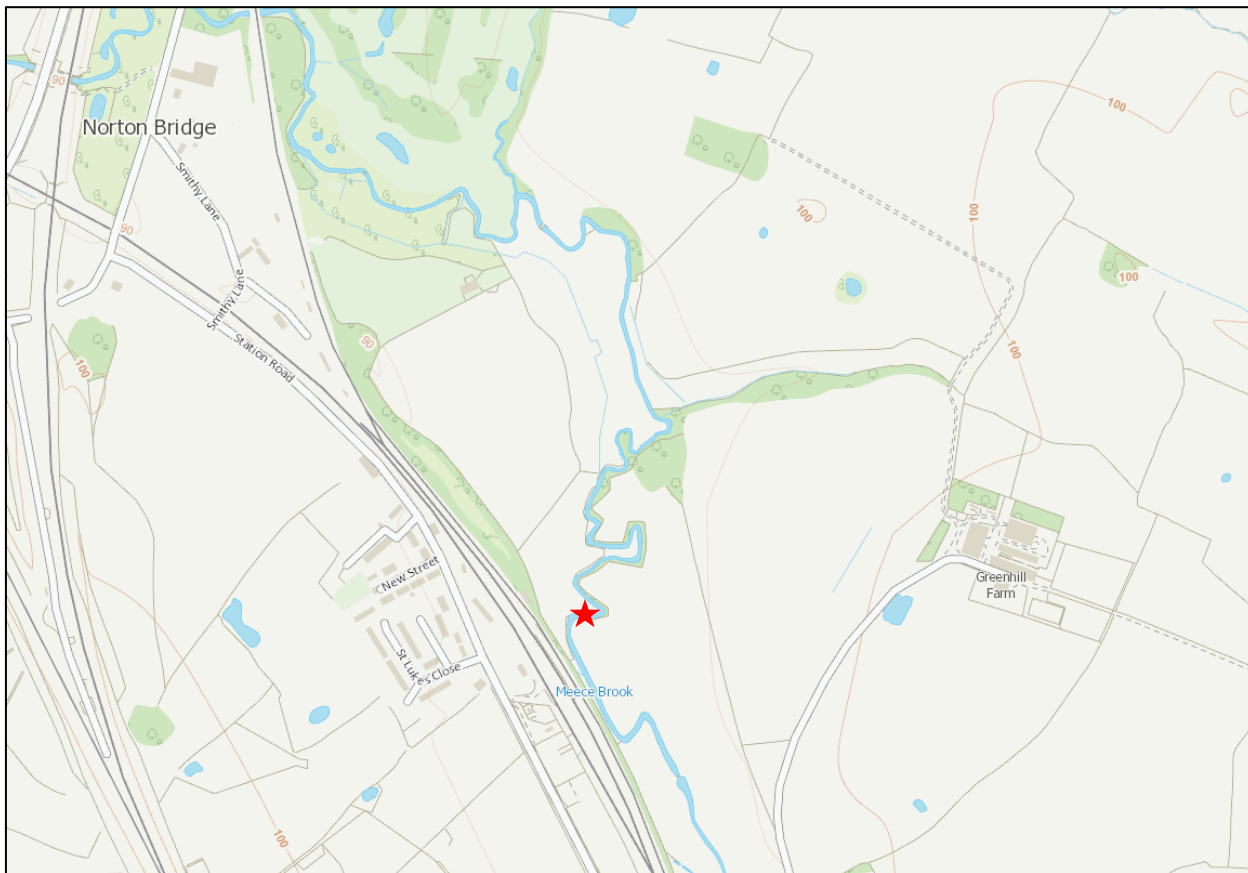 90
Norton Bridge
Smithy Lane
90
Smithy Lane
Station Road
100
90
100
100
100
100
100
New Street
St Lukes Close
Meece Brook
Greenhill
Farm
100